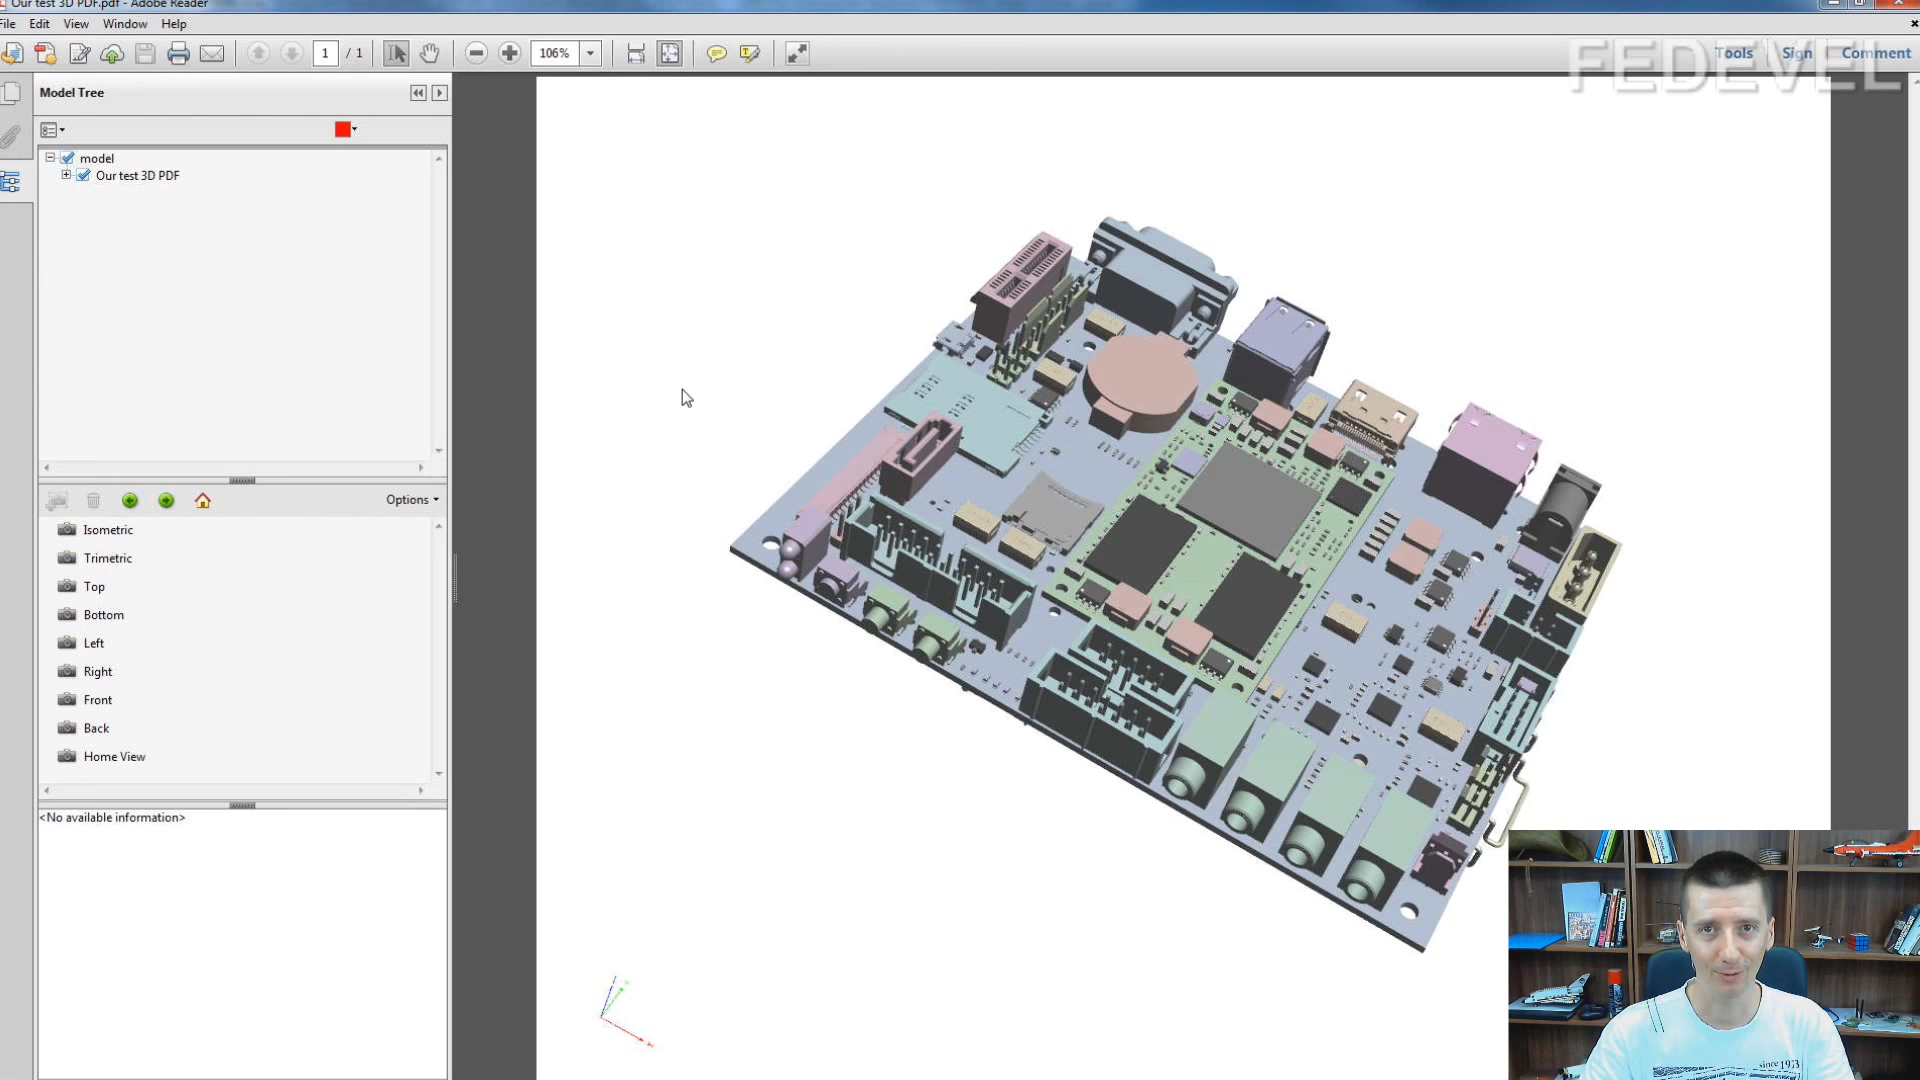 Our test 3D PDF.pdf - Adobe Reader
File Edit View Window Help
1 / 1
106%
Tools Sign Comment
FEDEVEL
Model Tree
model
Our test 3D PDF
Options
Isometric
Trimetric
Top
Bottom
Left
Right
Front
Back
Home View
<No available information>
since 1973